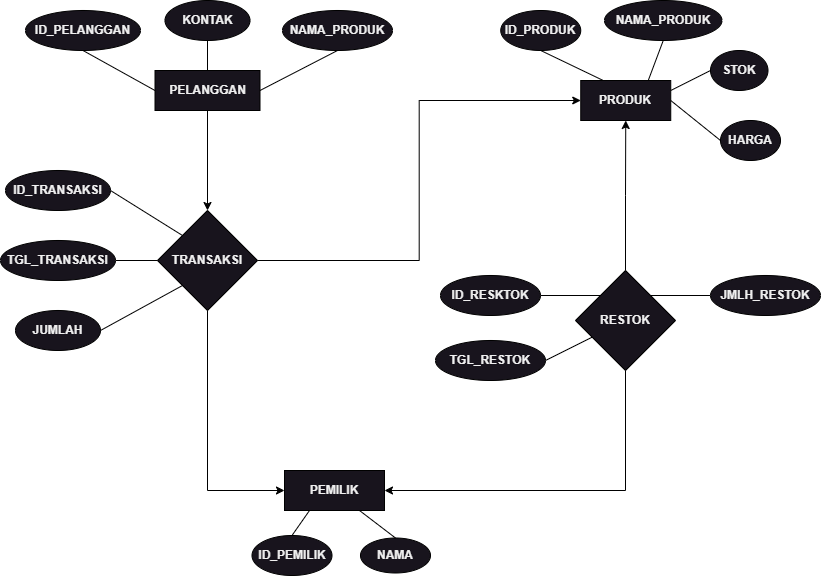 ID_PELANGGAN
KONTAK
NAMA_PRODUK
PELANGGAN
ID_PRODUK
NAMA_PRODUK
STOK
PRODUK
HARGA
ID_TRANSAKSI
TGL_TRANSAKSI
TRANSAKSI
JUMLAH
ID_RESKTOK
JMLH_RESTOK
RESTOK
TGL_RESTOK
PEMILIK
ID_PEMILIK
NAMA